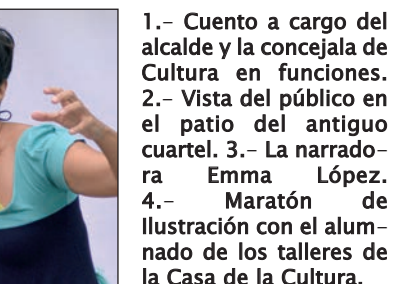 1.- Cuento a cargo del
alcalde y la concejala de
Cultura en funciones.
2.- Vista del público en
el patio del antiguo
cuartel. 3.- La narrado-
ra Emma López.
4.- Maratón de
Ilustración con el alum-
nado de los talleres de
la Casa de la Cultura.